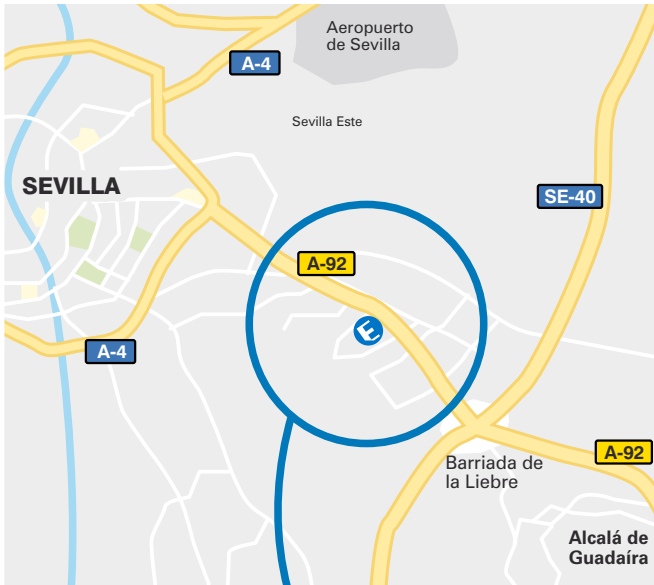 Aeropuerto
de Sevilla
A-4
Sevilla Este
SEVILLA
SE-40
A-92
E
A-4
A-92
Barriada de
la Liebre
Alcalá de
Guadaíra